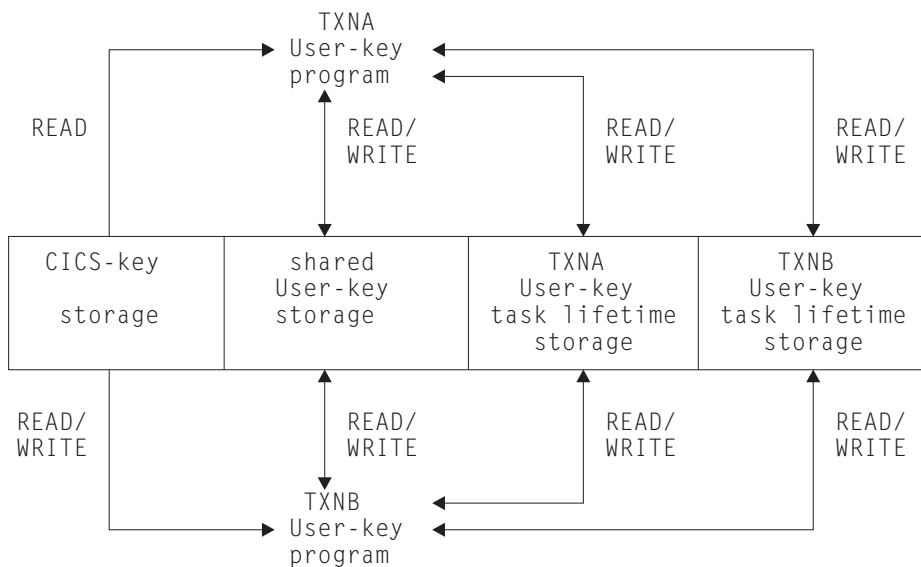 TXNA
User-key
program
READ
READ/
WRITE
READ/
WRITE
READ/
WRITE
CICS-key
storage
shared
User-key
storage
TXNA
User-key
task lifetime
storage
TXNB
User-key
task lifetime
storage
READ/
WRITE
READ/
WRITE
READ/
WRITE
READ/
WRITE
TXNB
User-key
program